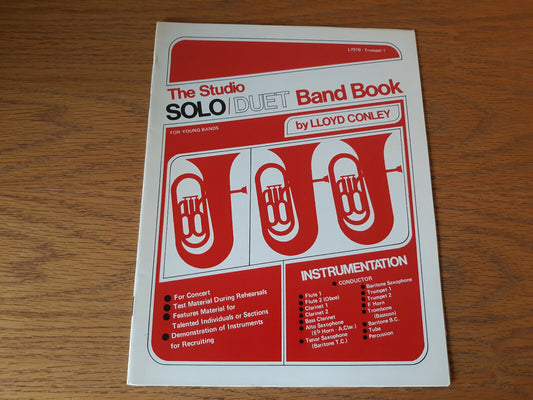 L7970 - Trumpet 1
The Studio
SOLO/DUET Band Book
FOR YOUNG BANDS
by LLOYD CONLEY
For Concert
Test Material During Rehearsals
Features Material for
Talented Individuals or Sections
Demonstration of Instruments
for Recruiting
INSTRUMENTATION
CONDUCTOR
Flute 1
Flute 2 (Oboe)
Clarinet 1
Clarinet 2
Bass Clarinet
Alto Saxophone
(Eb Horn - A.Clar.)
Tenor Saxophone
(Baritone T.C.)
Baritone Saxophone
Trumpet 1
Trumpet 2
F Horn
Trombone
(Bassoon)
Baritone B.C.
Tuba
Percussion